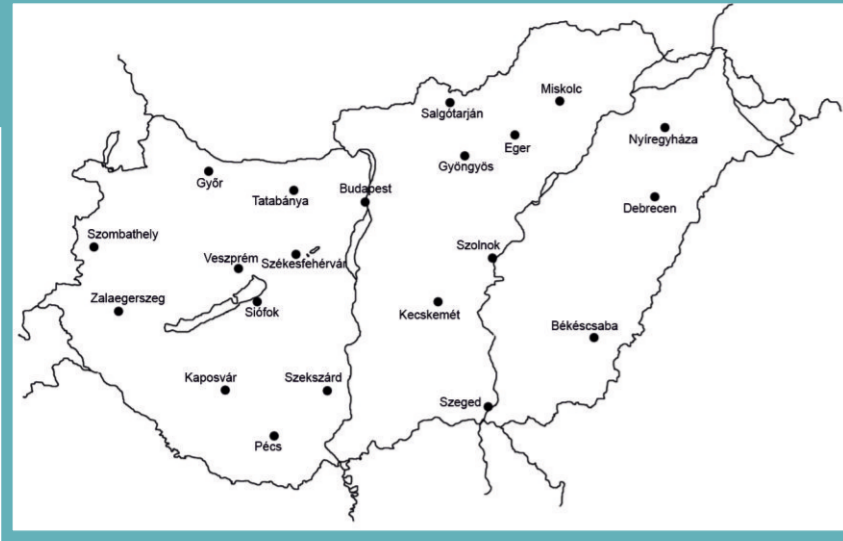 Miskolc
Salgótarján
Nyíregyháza
Eger
Gyöngyös
Győr
Tatabánya
Budapest
Debrecen
Szombathely
Szolnok
Veszprém
Székesfehérvár
Zalaegerszeg
Siófok
Kecskemét
Békéscsaba
Kaposvár
Szekszárd
Szeged
Pécs